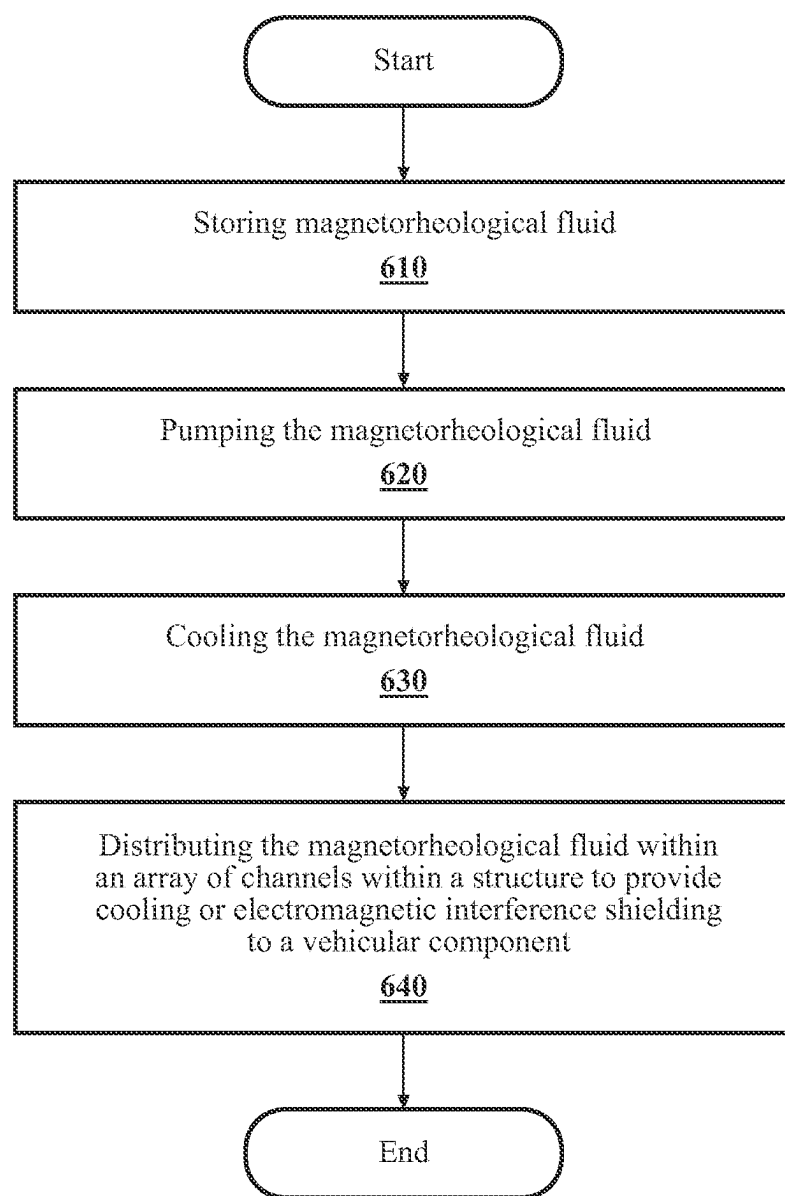 Start
Storing magnetorheological fluid
610
Pumping the magnetorheological fluid
620
Cooling the magnetorheological fluid
630
Distributing the magnetorheological fluid within
an array of channels within a structure to provide
cooling or electromagnetic interference shielding
to a vehicular component
640
End